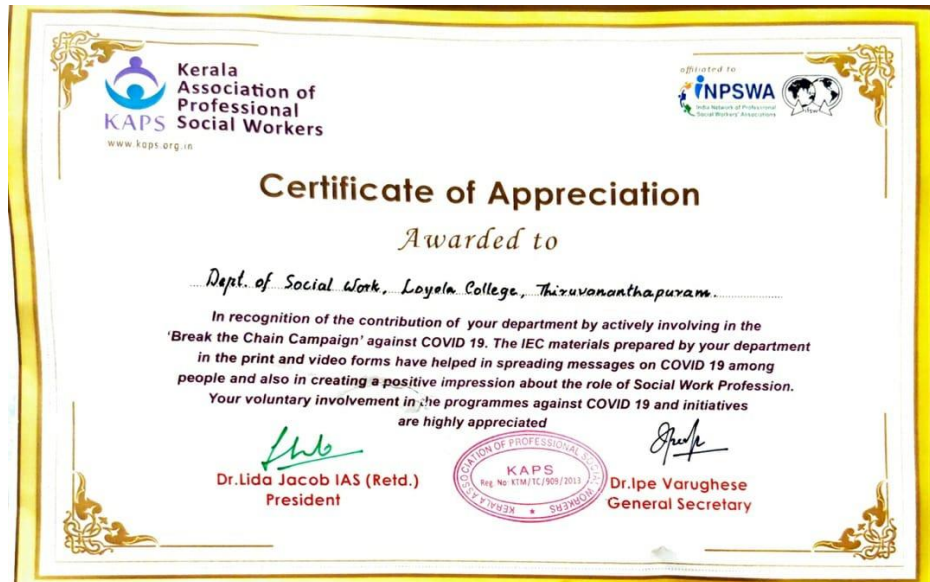 Kerala
Association of
Professional
Social Workers
KAPS
www.kaps.org.in
affiliated to
iNPSWA
India Network of Professional
Social Workers' Associations
Certificate of Appreciation
Awarded to
Dept. of Social Work, Loyola College, Thiruvananthapuram.
In recognition of the contribution of your department by actively involving in the
'Break the Chain Campaign' against COVID 19. The IEC materials prepared by your department
in the print and video forms have helped in spreading messages on COVID 19 among
people and also in creating a positive impression about the role of Social Work Profession.
Your voluntary involvement in the programmes against COVID 19 and initiatives
are highly appreciated
Dr.Lida Jacob IAS (Retd.)
President
KERALA ASSOCIATION OF PROFESSIONAL SOCIAL WORKERS
KAPS
Reg. No: KTM/TC/909/2013
Dr.Ipe Varughese
General Secretary